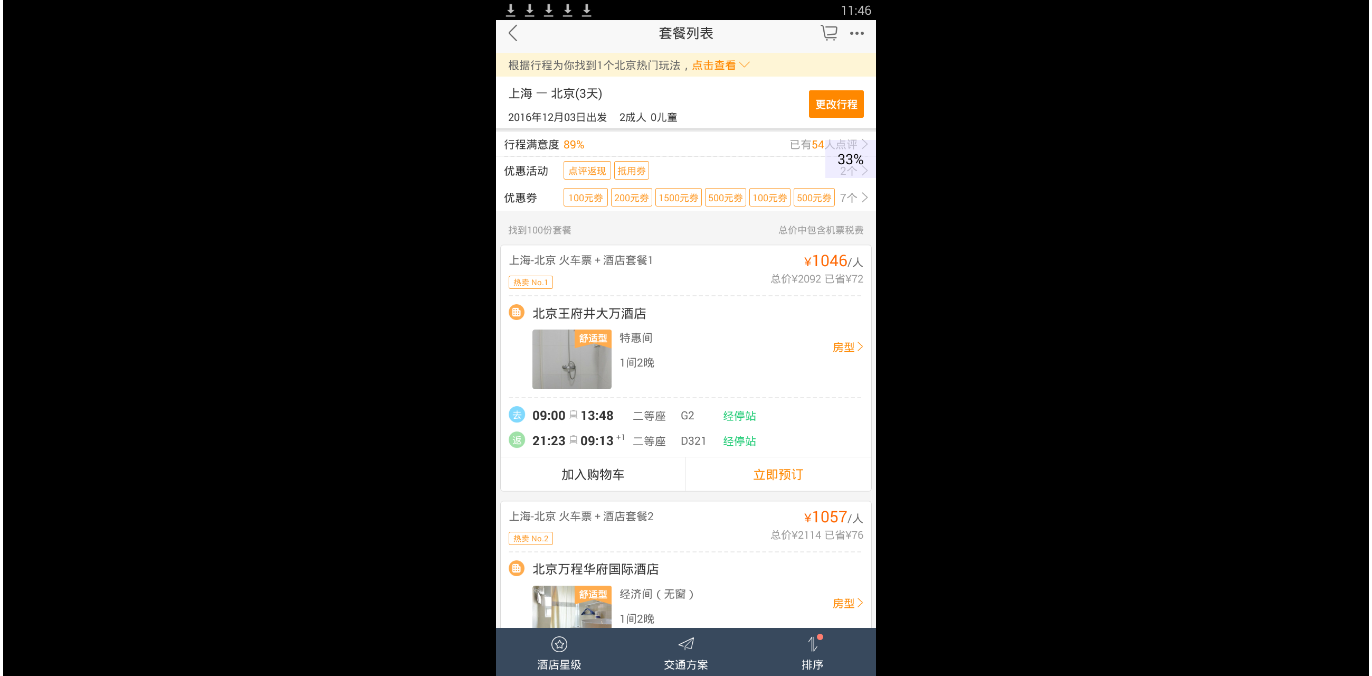 11:46
套餐列表
根据行程为你找到1个北京热门玩法，点击查看
上海 一 北京(3天)
更改行程
2016年12月03日出发 2成人 0儿童
行程满意度 89% 已有54人点评
33%
优惠活动 点评返现 抵用券 2个
优惠券 100元券 200元券 1500元券 500元券 100元券 500元券 7个
找到100份套餐 总价中包含机票税费
上海-北京 火车票 + 酒店套餐1 ¥1046/人
热卖 No.1 总价¥2092 已省¥72
北京王府井大万酒店
舒适型 特惠间
房型
1间2晚
去 09:00 13:48 二等座 G2 经停站
返 21:23 09:13 +1 二等座 D321 经停站
加入购物车 立即预订
上海-北京 火车票 + 酒店套餐2 ¥1057/人
热卖 No.2 总价¥2114 已省¥76
北京万程华府国际酒店
舒适型 经济间（无窗）
房型
1间2晚
酒店星级 交通方案 排序